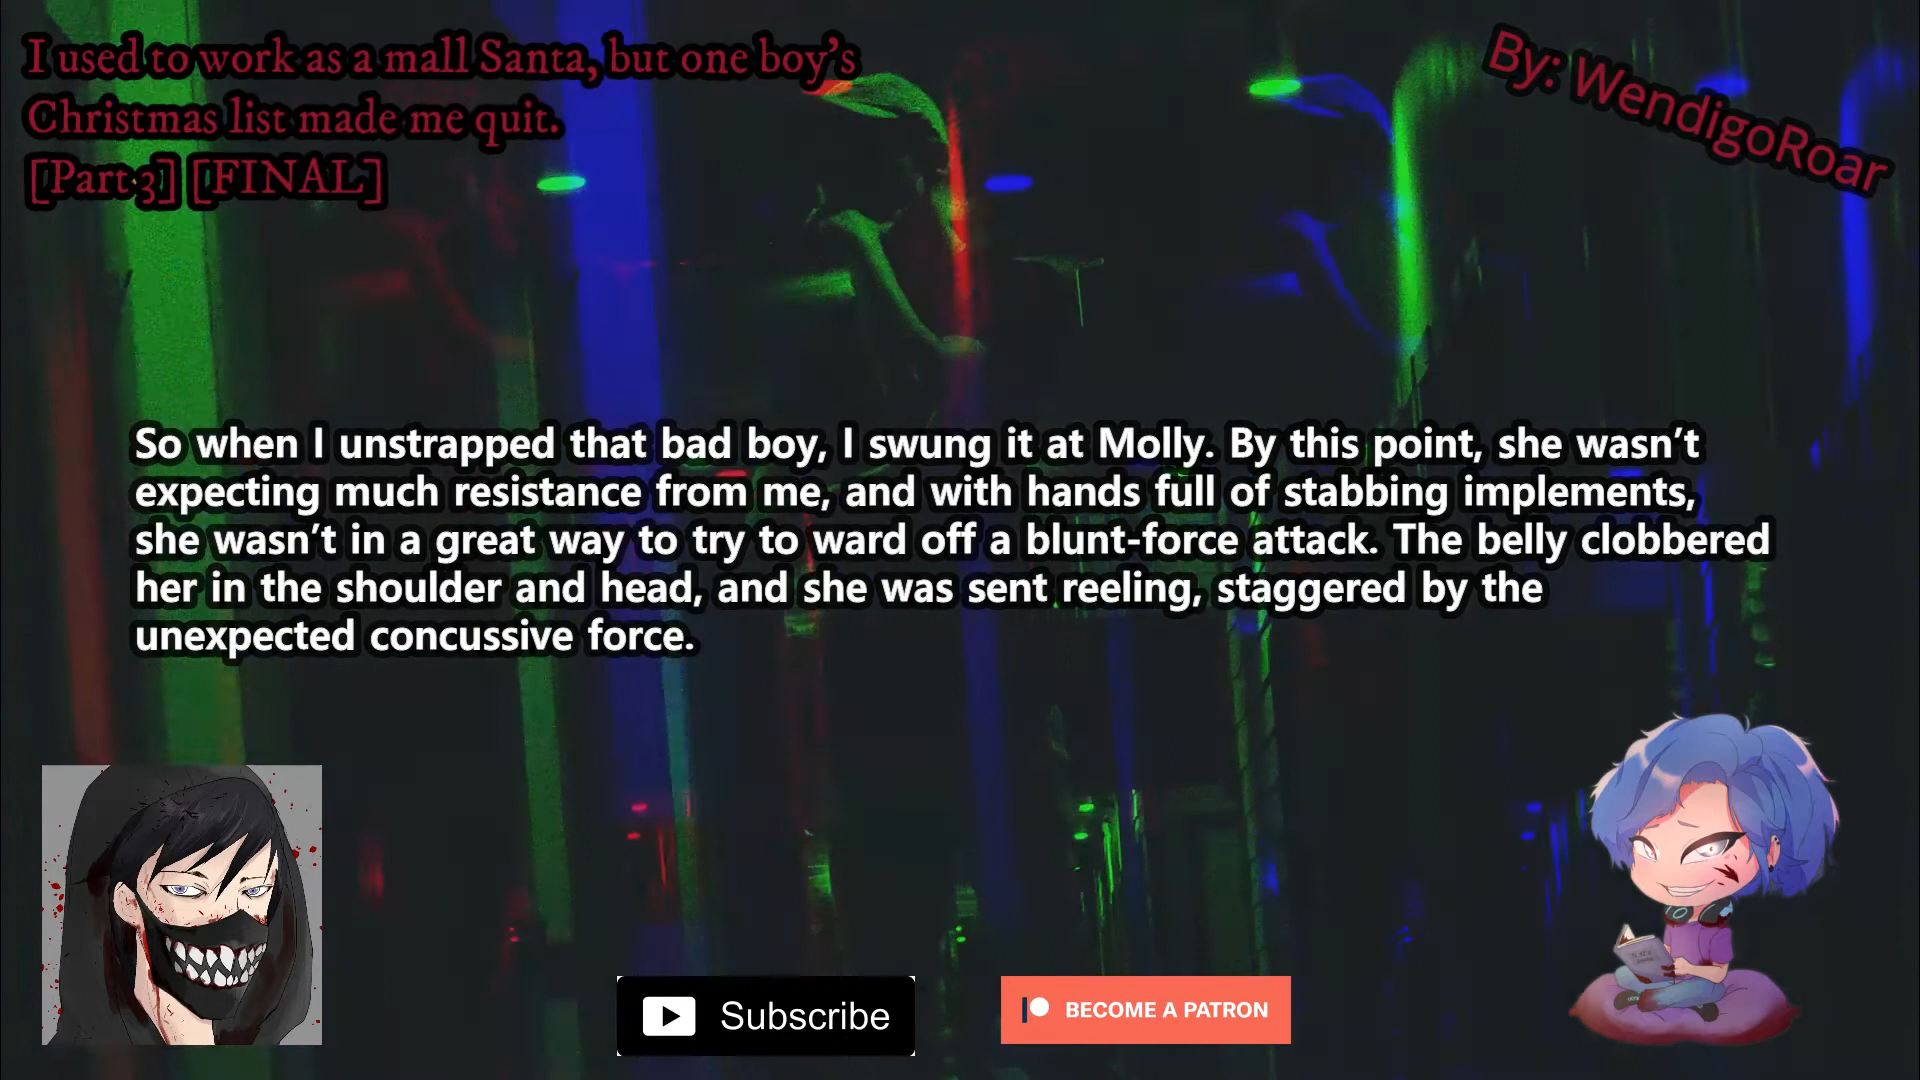 I used to work as a mall Santa, but one boy’s
Christmas list made me quit.
[Part 3] [FINAL]
By: WendigoRoar
So when I unstrapped that bad boy, I swung it at Molly. By this point, she wasn’t
expecting much resistance from me, and with hands full of stabbing implements,
she wasn’t in a great way to try to ward off a blunt-force attack. The belly clobbered
her in the shoulder and head, and she was sent reeling, staggered by the
unexpected concussive force.
Subscribe
BECOME A PATRON